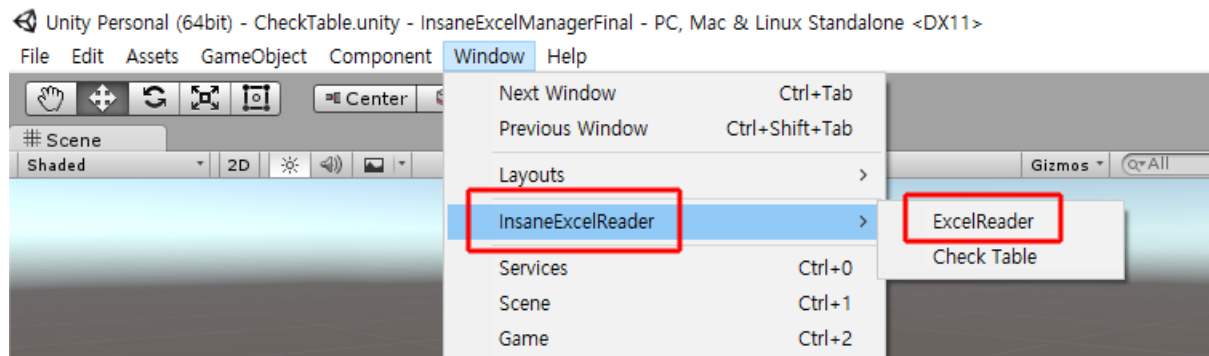 Unity Personal (64bit) - CheckTable.unity - InsaneExcelManagerFinal - PC, Mac & Linux Standalone <DX11>
File Edit Assets GameObject Component Window Help
Center
Next Window Ctrl+Tab
Previous Window Ctrl+Shift+Tab
# Scene
Shaded 2D Gizmos All
Layouts
InsaneExcelReader ExcelReader
Check Table
Services Ctrl+0
Scene Ctrl+1
Game Ctrl+2